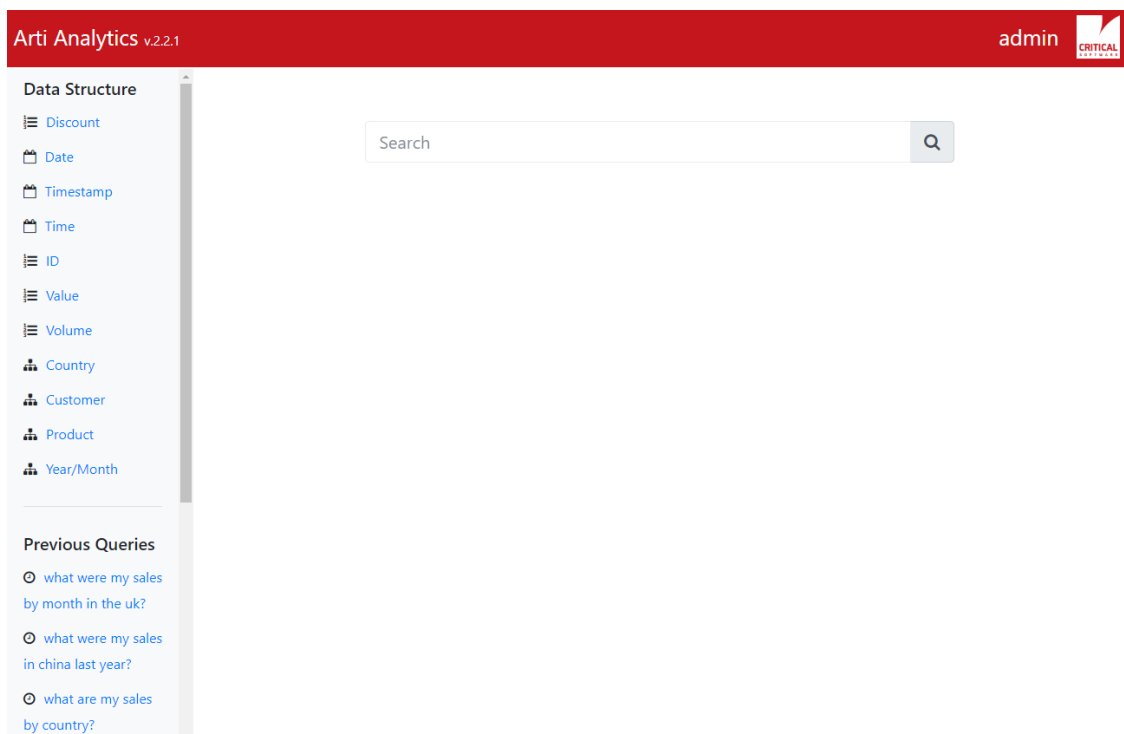 Arti Analytics v.2.2.1
admin
CRITICAL
SOFTWARE
Data Structure
Discount
Date
Timestamp
Time
ID
Value
Volume
Country
Customer
Product
Year/Month
Search
Previous Queries
what were my sales
by month in the uk?
what were my sales
in china last year?
what are my sales
by country?